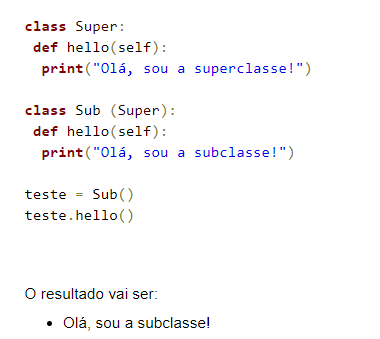 class Super:
 def hello(self):
  print("Olá, sou a superclasse!")

class Sub (Super):
 def hello(self):
  print("Olá, sou a subclasse!")

teste = Sub()
teste.hello()

O resultado vai ser:
• Olá, sou a subclasse!